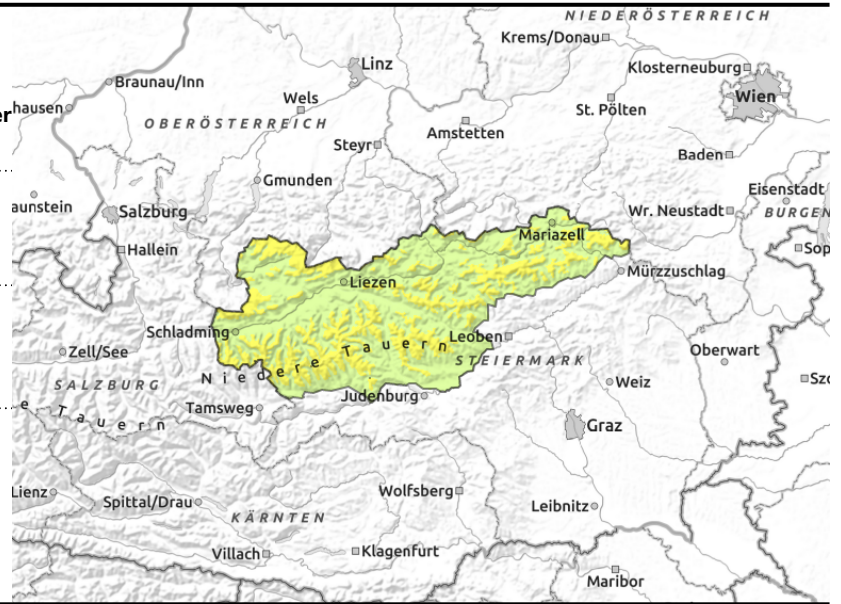 NIEDERÖSTERREICH
Krems/Donau
Linz
Klosterneuburg
Braunau/Inn
Wels
Wien
hausen
er
St. Pölten
OBERÖSTERREICH
Amstetten
Steyr
Baden
Gmunden
Eisenstadt
aunstein
Salzburg
Wr. Neustadt
BURGEN
Mariazell
Hallein
Sop
Mürzzuschlag
Liezen
Schladming
Leoben
Zell/See
STEIERMARK
Oberwart
Niedere Tauern
SALZBURG
Weiz
Szo
Judenburg
Tamsweg
e Tauern
Graz
Lienz
Wolfsberg
Spittal/Drau
Leibnitz
KÄRNTEN
Villach
Klagenfurt
Maribor